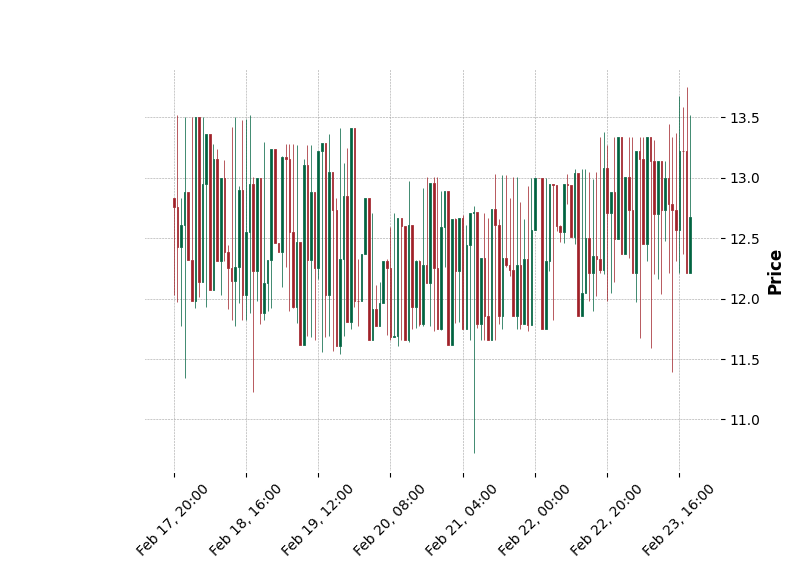 13.5
13.0
12.5
12.0
11.5
11.0
Price
Feb 17, 20:00
Feb 18, 16:00
Feb 19, 12:00
Feb 20, 08:00
Feb 21, 04:00
Feb 22, 00:00
Feb 22, 20:00
Feb 23, 16:00